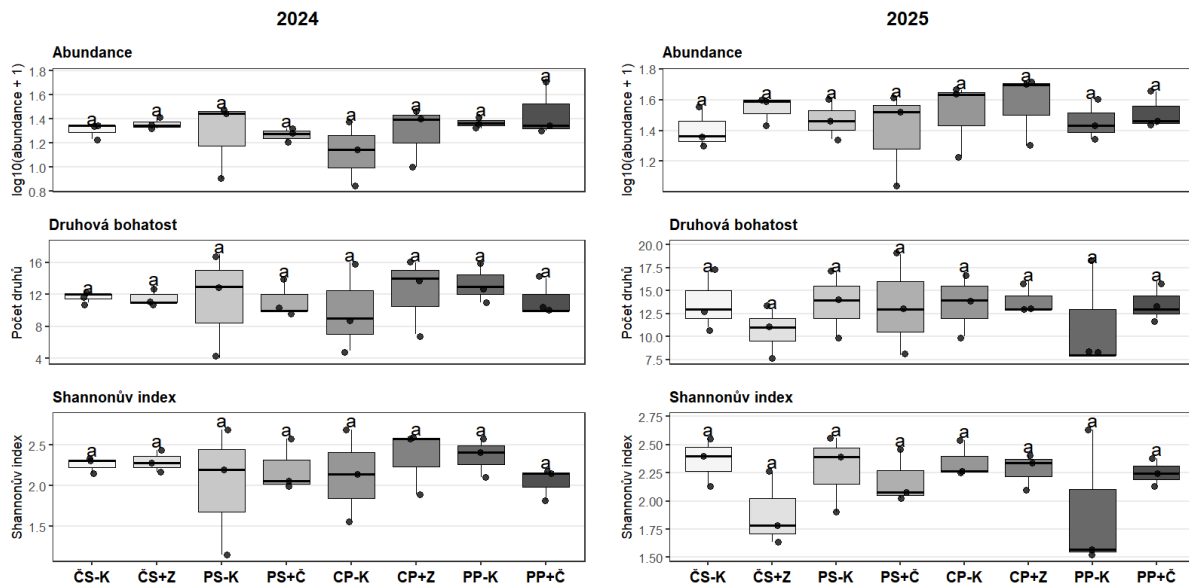 2024
2025
Abundance
Abundance
log10(abundance + 1)
1.8
1.6
1.4
1.2
1.0
0.8
a a a a a a a a
log10(abundance + 1)
1.8
1.6
1.4
1.2
a a a a a a a a
Druhová bohatost
Druhová bohatost
Počet druhů
16
12
8
4
a a a a a a a a
Počet druhů
20.0
17.5
15.0
12.5
10.0
7.5
a a a a a a a a
Shannonův index
Shannonův index
Shannonův index
2.5
2.0
1.5
a a a a a a a a
Shannonův index
2.75
2.50
2.25
2.00
1.75
1.50
a a a a a a a a
ČS-K ČS+Z PS-K PS+Č CP-K CP+Z PP-K PP+Č
ČS-K ČS+Z PS-K PS+Č CP-K CP+Z PP-K PP+Č